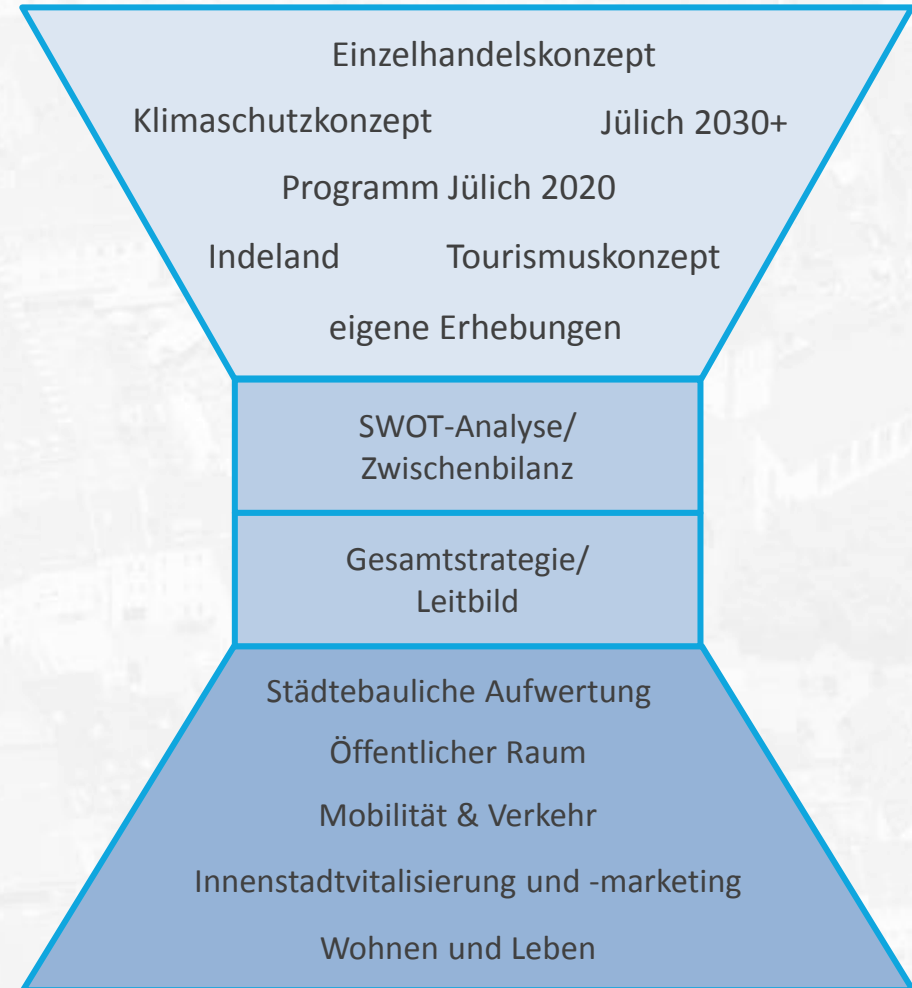 Einzelhandelskonzept
Klimaschutzkonzept Jülich 2030+
Programm Jülich 2020
Indeland Tourismuskonzept
eigene Erhebungen
SWOT-Analyse/
Zwischenbilanz
Gesamtstrategie/
Leitbild
Städtebauliche Aufwertung
Öffentlicher Raum
Mobilität & Verkehr
Innenstadtvitalisierung und -marketing
Wohnen und Leben